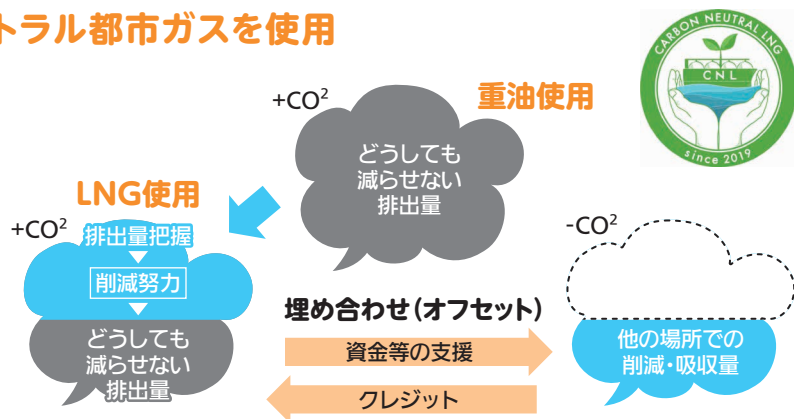 トラル都市ガスを使用
CARBON NEUTRAL LNG
CNL
since 2019
+CO²
重油使用
どうしても
減らせない
排出量
LNG使用
+CO²
排出量把握
削減努力
どうしても
減らせない
排出量
埋め合わせ(オフセット)
資金等の支援
クレジット
-CO²
他の場所での
削減・吸収量